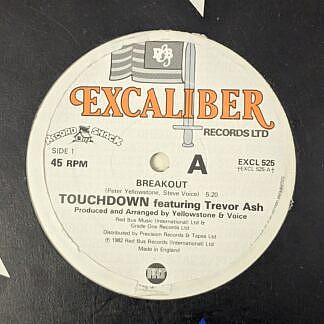 EXCALIBER
RECORDS LTD
RECORD SHACK
SIDE 1
45 RPM
A
EXCL 525
†EXCL 525-A†
BREAKOUT
(Peter Yellowstone, Steve Voice) 5:20
TOUCHDOWN featuring Trevor Ash
Produced and Arranged by Yellowstone & Voice
Red Bus Music (International) Ltd &
Grade One Records Ltd
Distributed by Precision Records & Tapes Ltd
℗ 1982 Red Bus Records (International) Ltd
Made in England